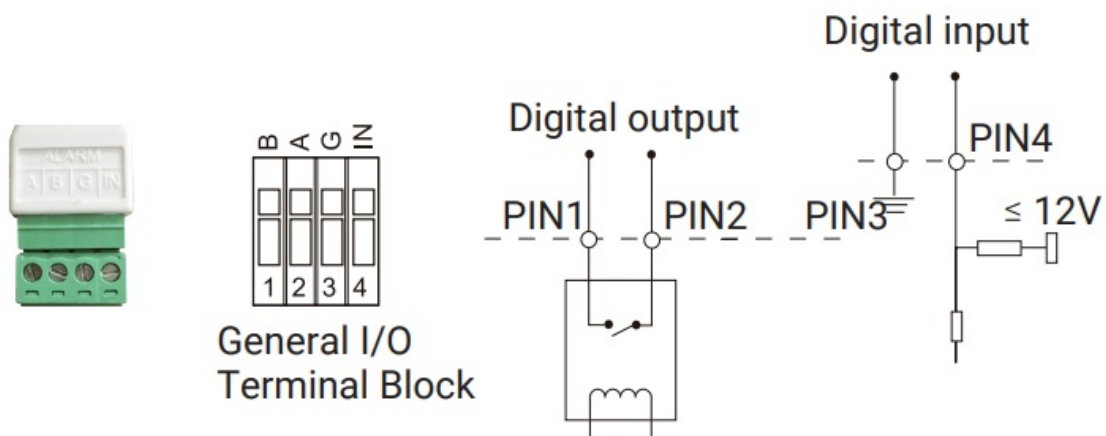 ALARM
A B G IN
B A G IN
1 2 3 4
General I/O
Terminal Block
Digital output
PIN1
PIN2
Digital input
PIN4
PIN3
≤ 12V